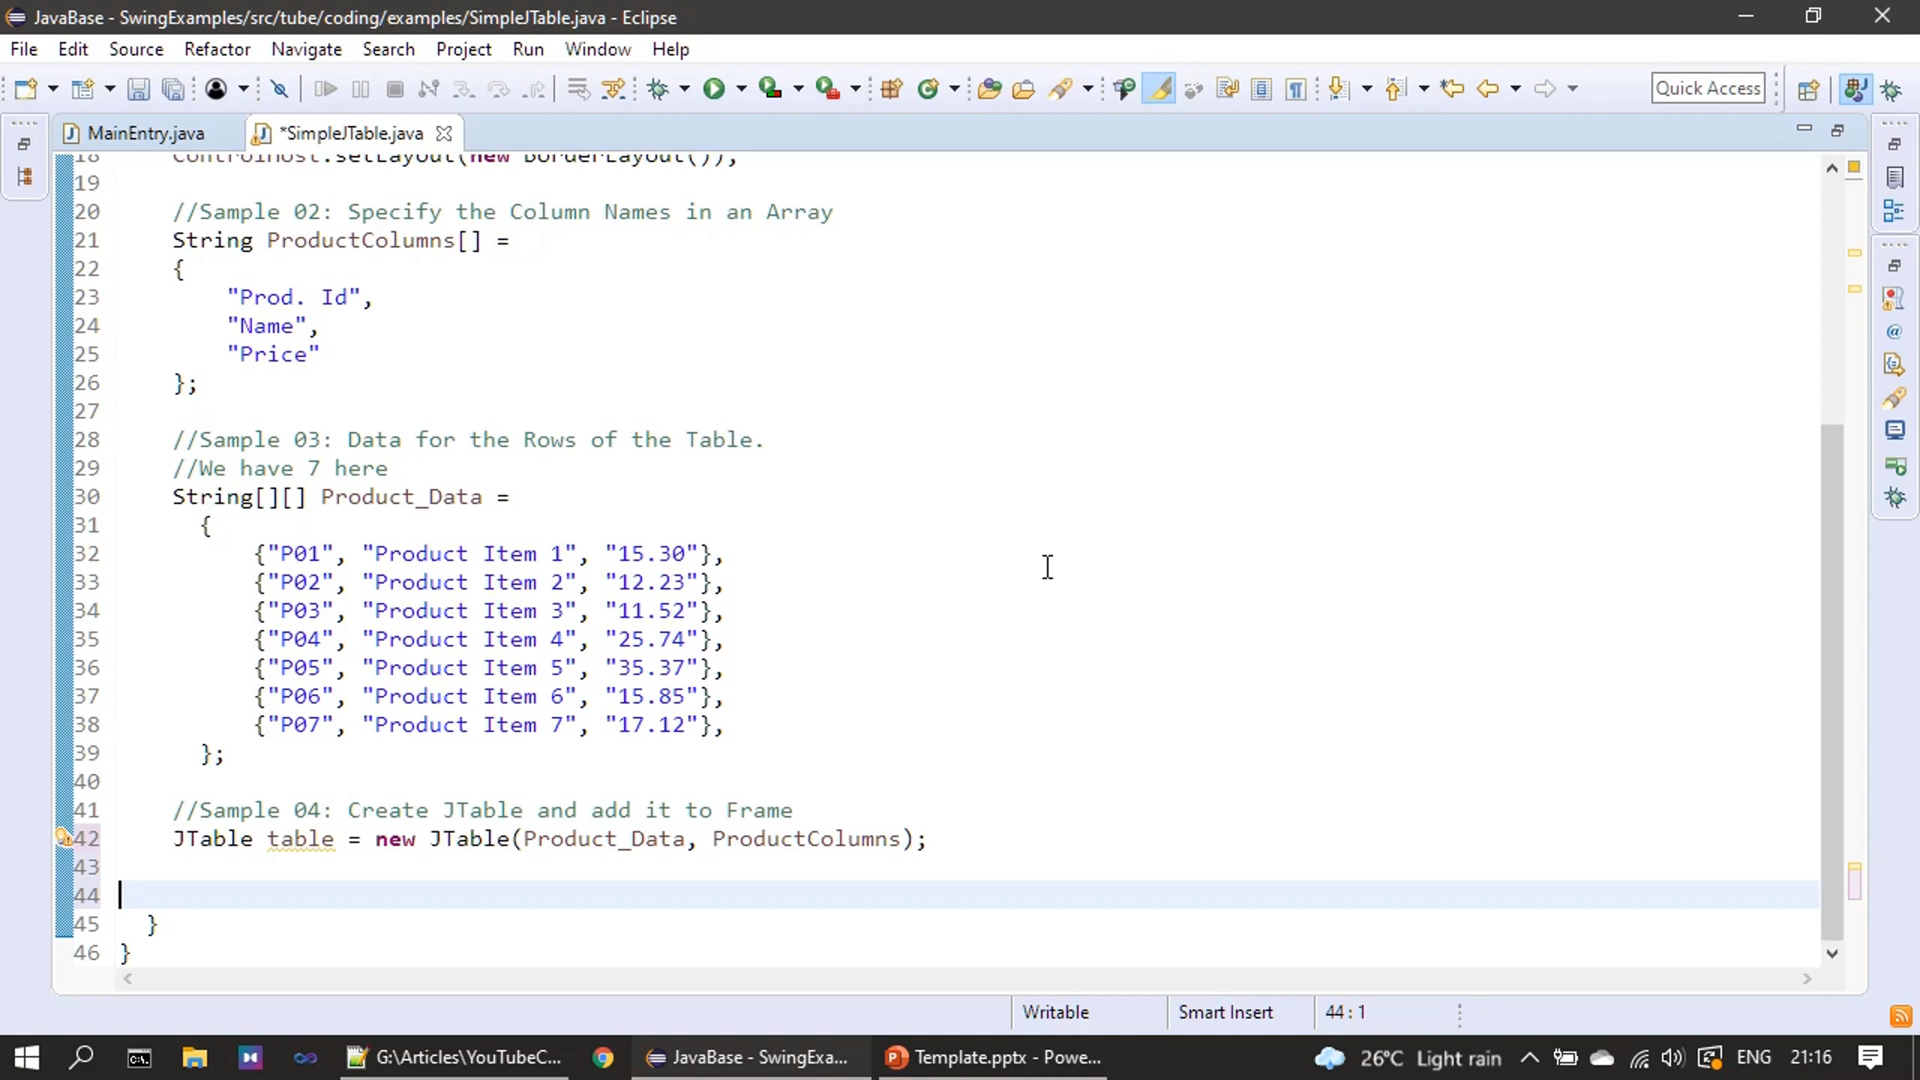 JavaBase - SwingExamples/src/tube/coding/examples/SimpleJTable.java - Eclipse
File Edit Source Refactor Navigate Search Project Run Window Help
Quick Access
MainEntry.java *SimpleJTable.java
18 ControlHost.setLayout(new BorderLayout());
19
20 //Sample 02: Specify the Column Names in an Array
21 String ProductColumns[] =
22 {
23 "Prod. Id",
24 "Name",
25 "Price"
26 };
27
28 //Sample 03: Data for the Rows of the Table.
29 //We have 7 here
30 String[][] Product_Data =
31 {
32 {"P01", "Product Item 1", "15.30"},
33 {"P02", "Product Item 2", "12.23"},
34 {"P03", "Product Item 3", "11.52"},
35 {"P04", "Product Item 4", "25.74"},
36 {"P05", "Product Item 5", "35.37"},
37 {"P06", "Product Item 6", "15.85"},
38 {"P07", "Product Item 7", "17.12"},
39 };
40
41 //Sample 04: Create JTable and add it to Frame
42 JTable table = new JTable(Product_Data, ProductColumns);
43
44
45 }
46 }
Writable Smart Insert 44 : 1
G:\Articles\YouTubeC... JavaBase - SwingExa... Template.pptx - Powe... 26°C Light rain ENG 21:16